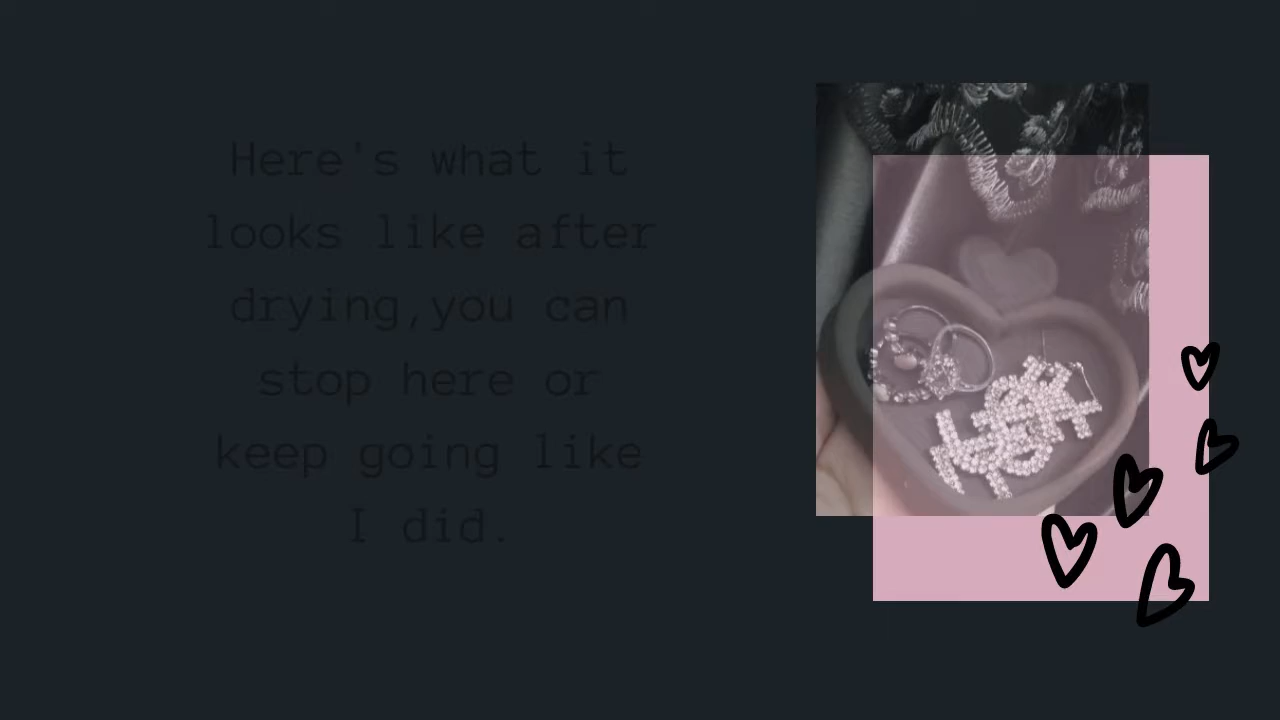 Here's what it
looks like after
drying,you can
stop here or
keep going like
I did.